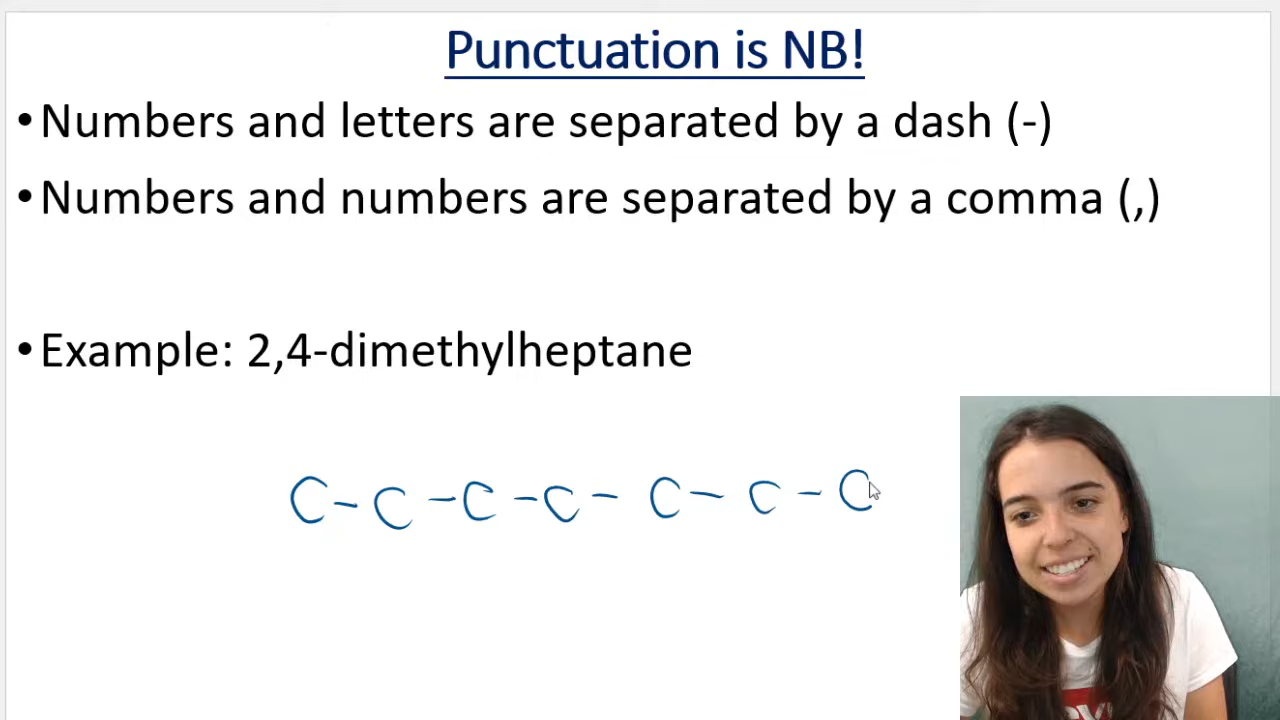 Punctuation is NB!
•Numbers and letters are separated by a dash (-)
•Numbers and numbers are separated by a comma (,)
•Example: 2,4-dimethylheptane
C-C-C-C-C-C-C